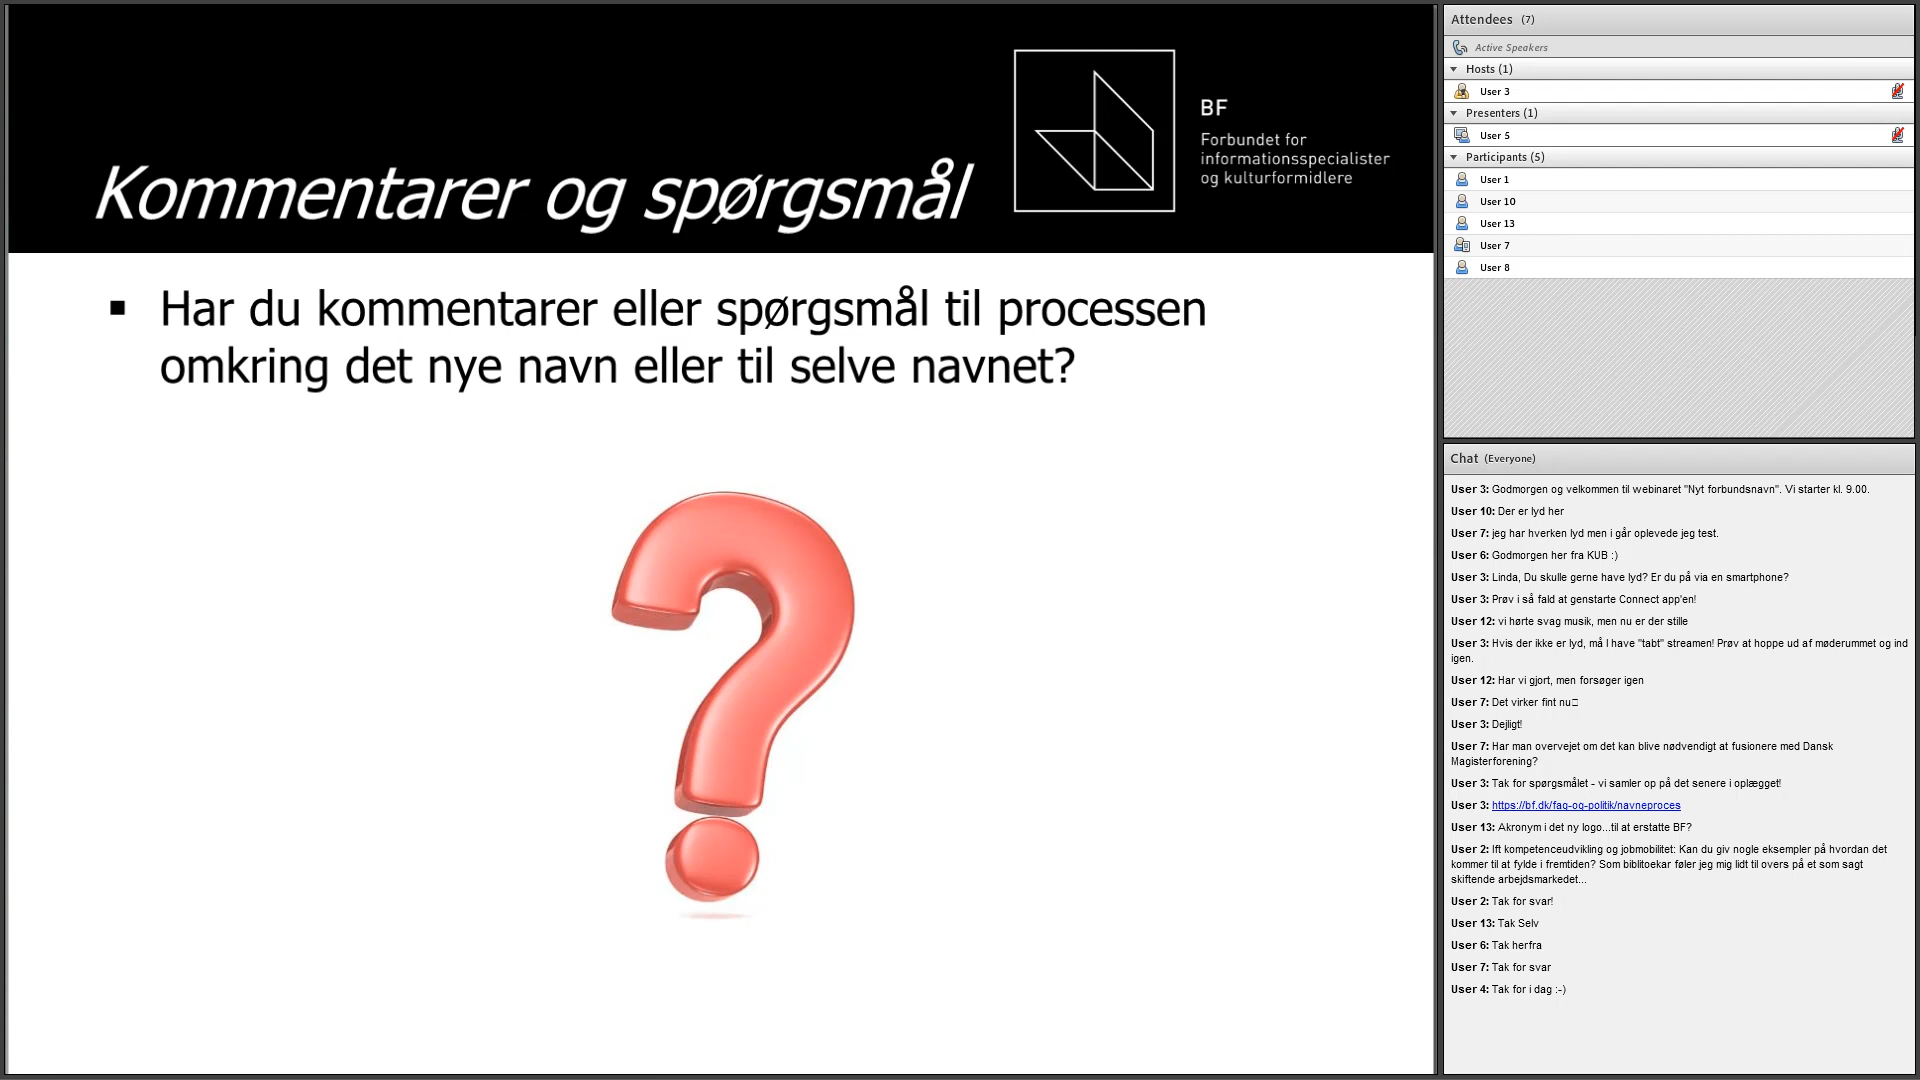 Kommentarer og spørgsmål
BF
Forbundet for
informationsspecialister
og kulturformidlere
▪ Har du kommentarer eller spørgsmål til processen
omkring det nye navn eller til selve navnet?
Attendees (7)
Active Speakers
Hosts (1)
User 3
Presenters (1)
User 5
Participants (5)
User 1
User 10
User 13
User 7
User 8
Chat (Everyone)
User 3: Godmorgen og velkommen til webinaret "Nyt forbundsnavn". Vi starter kl. 9.00.
User 10: Der er lyd her
User 7: jeg har hverken lyd men i går oplevede jeg test.
User 6: Godmorgen her fra KUB :)
User 3: Linda, Du skulle gerne have lyd? Er du på via en smartphone?
User 3: Prøv i så fald at genstarte Connect app'en!
User 12: vi hørte svag musik, men nu er der stille
User 3: Hvis der ikke er lyd, må I have "tabt" streamen! Prøv at hoppe ud af møderummet og ind
igen.
User 12: Har vi gjort, men forsøger igen
User 7: Det virker fint nu□
User 3: Dejligt!
User 7: Har man overvejet om det kan blive nødvendigt at fusionere med Dansk
Magisterforening?
User 3: Tak for spørgsmålet - vi samler op på det senere i oplægget!
User 3: https://bf.dk/fag-og-politik/navneproces
User 13: Akronym i det ny logo...til at erstatte BF?
User 2: Ift kompetenceudvikling og jobmobilitet: Kan du giv nogle eksempler på hvordan det
kommer til at fylde i fremtiden? Som biblitoekar føler jeg mig lidt til overs på et som sagt
skiftende arbejdsmarkedet...
User 2: Tak for svar!
User 13: Tak Selv
User 6: Tak herfra
User 7: Tak for svar
User 4: Tak for i dag :-)